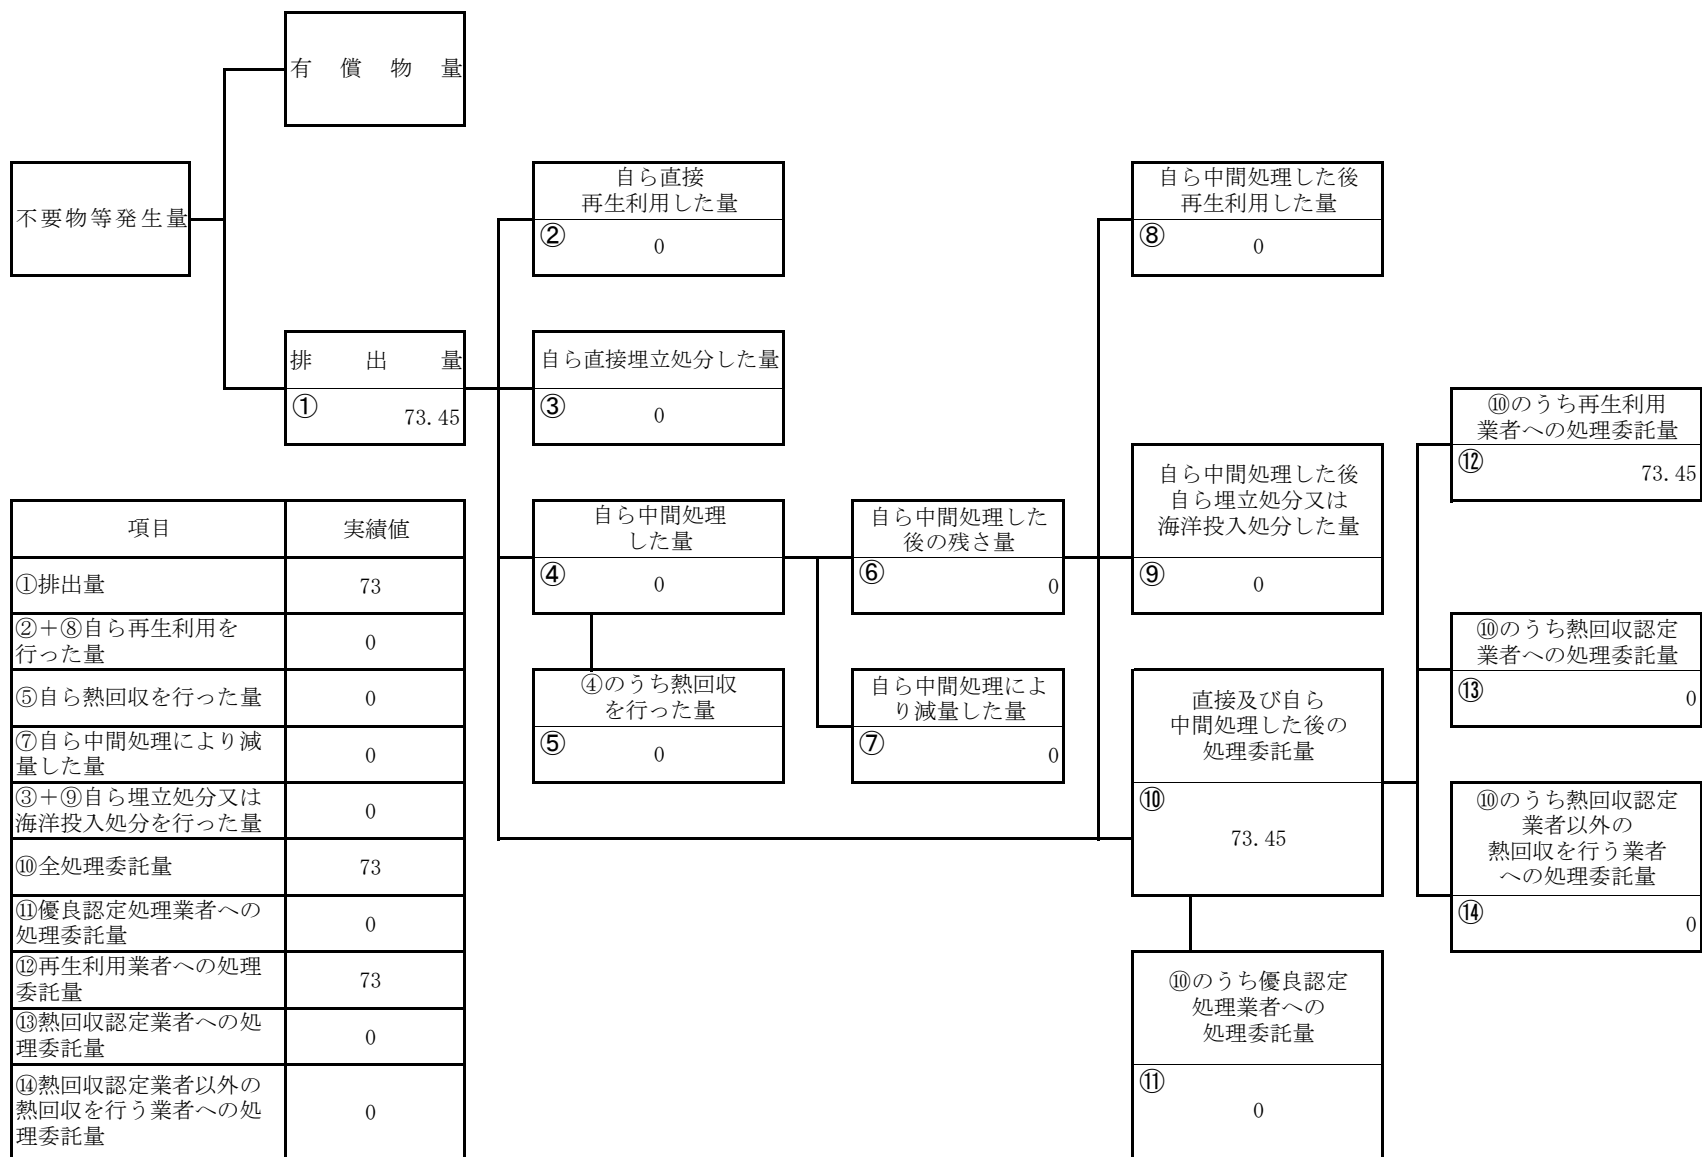 有償物量
不要物等発生量
排出量
①
73.45
自ら直接
再生利用した量
②
0
自ら直接埋立処分した量
③
0
自ら中間処理
した量
④
0
④のうち熱回収
を行った量
⑤
0
自ら中間処理した
後の残さ量
⑥
0
自ら中間処理によ
り減量した量
⑦
0
自ら中間処理した後
再生利用した量
⑧
0
自ら中間処理した後
自ら埋立処分又は
海洋投入処分した量
⑨
0
直接及び自ら
中間処理した後の
処理委託量
⑩
73.45
⑩のうち優良認定
処理業者への
処理委託量
⑪
0
⑩のうち再生利用
業者への処理委託量
⑫
73.45
⑩のうち熱回収認定
業者への処理委託量
⑬
0
⑩のうち熱回収認定
業者以外の
熱回収を行う業者
への処理委託量
⑭
0
項目 実績値
①排出量 73
②＋⑧自ら再生利用を
行った量 0
⑤自ら熱回収を行った量 0
⑦自ら中間処理により減
量した量 0
③＋⑨自ら埋立処分又は
海洋投入処分を行った量 0
⑩全処理委託量 73
⑪優良認定処理業者への
処理委託量 0
⑫再生利用業者への処理
委託量 73
⑬熱回収認定業者への処
理委託量 0
⑭熱回収認定業者以外の
熱回収を行う業者への処
理委託量 0